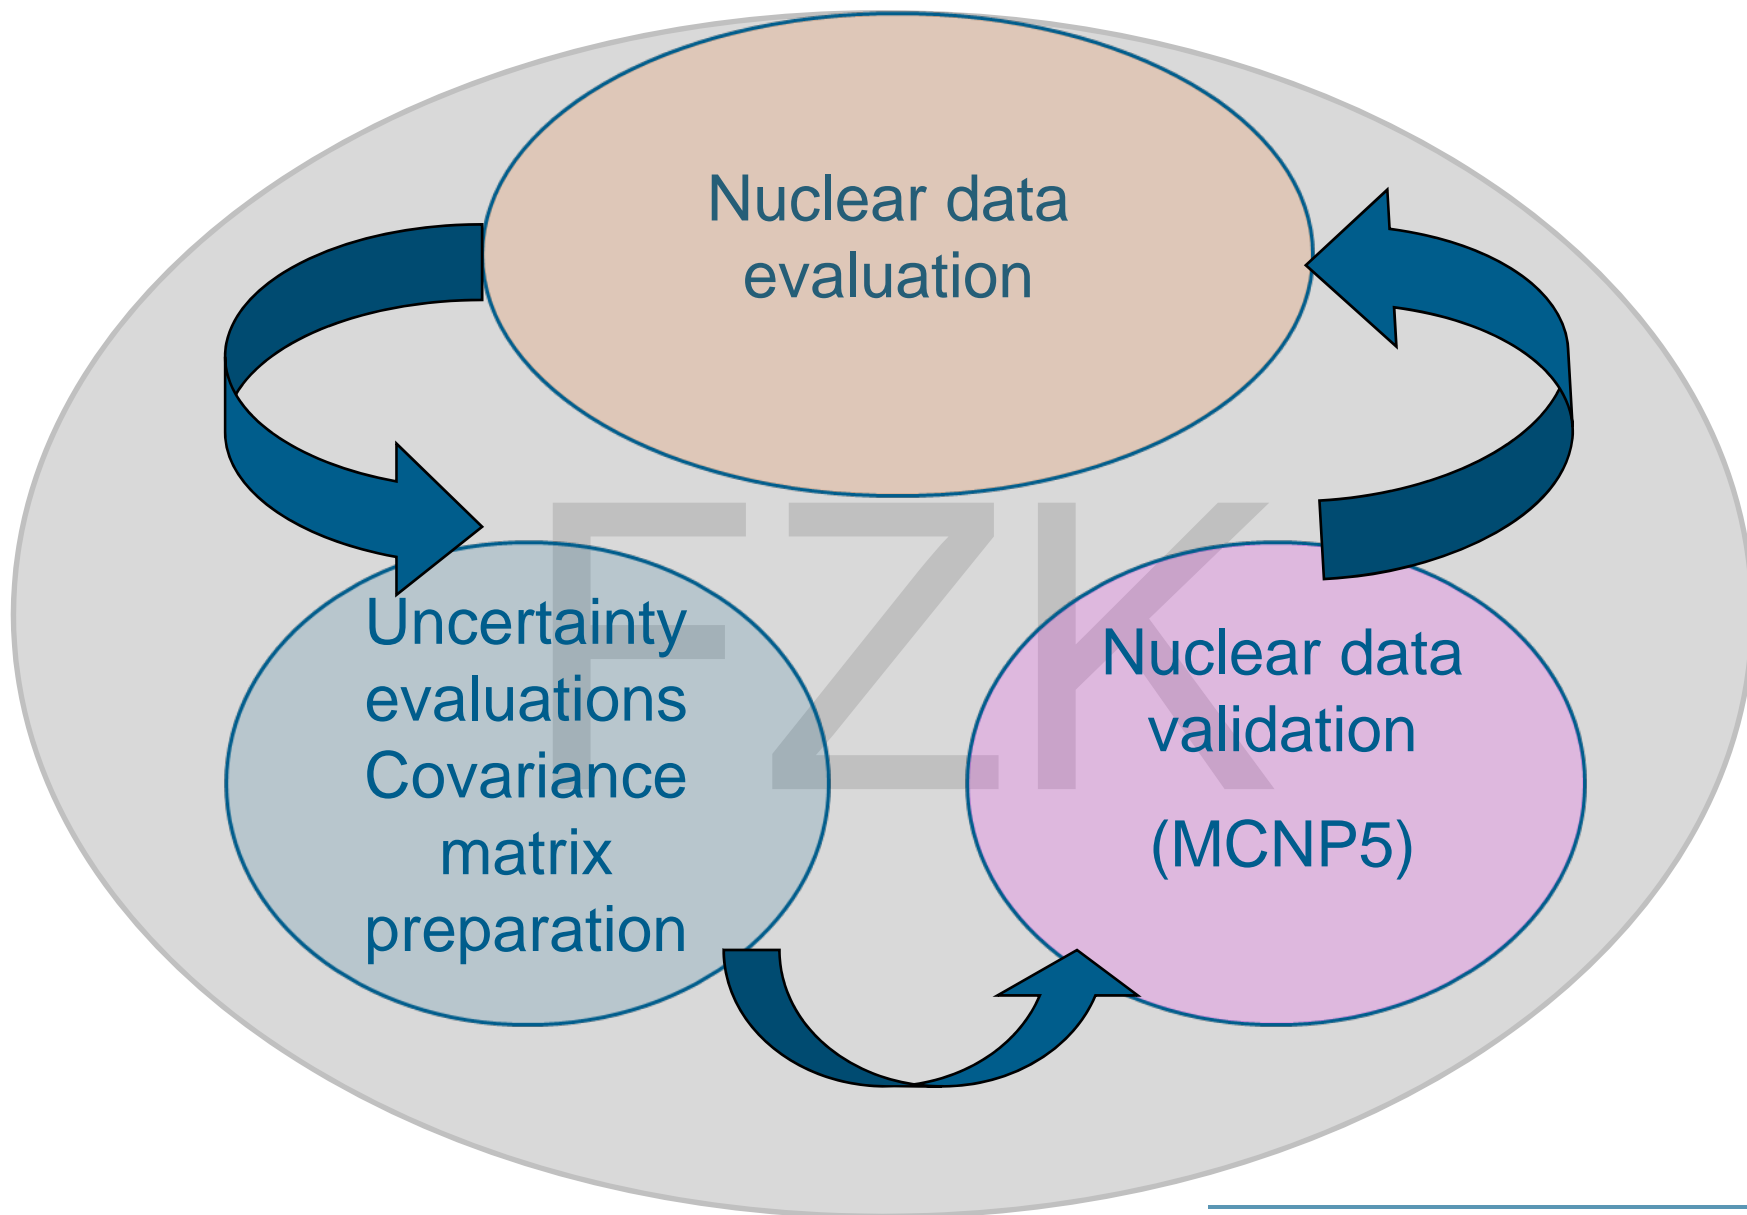 Nuclear data
evaluation
FZK
Uncertainty
evaluations
Covariance
matrix
preparation
Nuclear data
validation
(MCNP5)